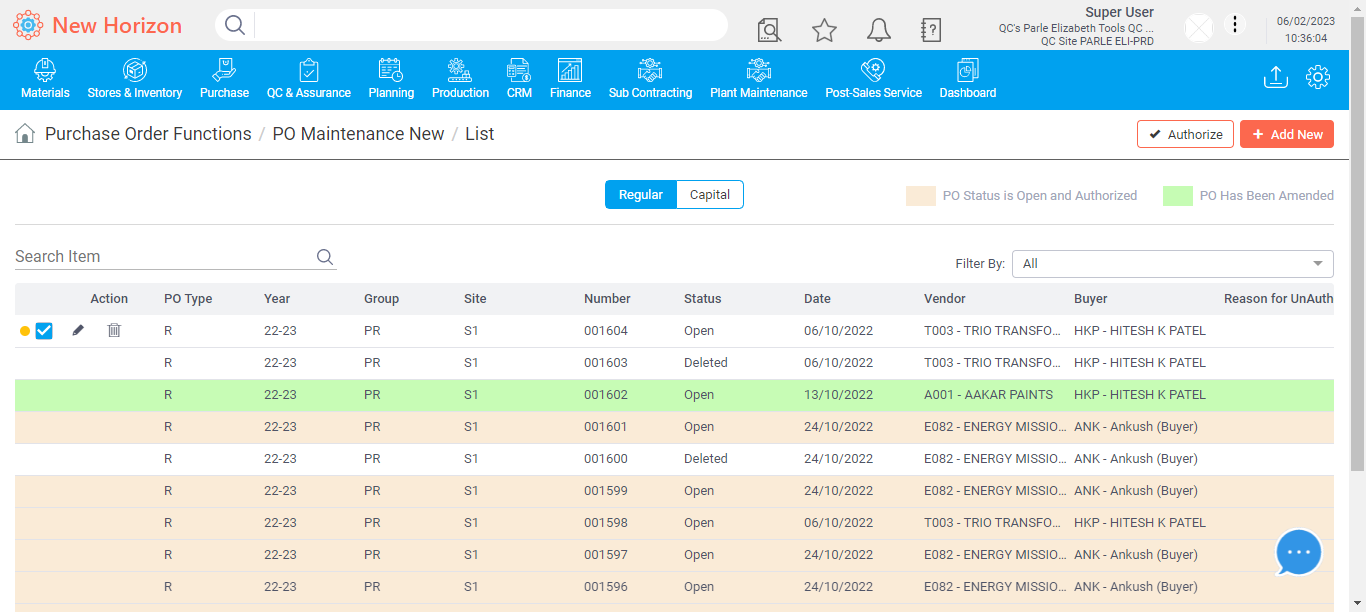 New Horizon
Super User
QC's Parle Elizabeth Tools QC ...
QC Site PARLE ELI-PRD
06/02/2023
10:36:04
Materials Stores & Inventory Purchase QC & Assurance Planning Production CRM Finance Sub Contracting Plant Maintenance Post-Sales Service Dashboard
Purchase Order Functions / PO Maintenance New / List
Authorize + Add New
Regular Capital PO Status is Open and Authorized PO Has Been Amended
Search Item
Filter By: All
Action PO Type Year Group Site Number Status Date Vendor Buyer Reason for UnAuth
R 22-23 PR S1 001604 Open 06/10/2022 T003 - TRIO TRANSFO... HKP - HITESH K PATEL
R 22-23 PR S1 001603 Deleted 06/10/2022 T003 - TRIO TRANSFO... HKP - HITESH K PATEL
R 22-23 PR S1 001602 Open 13/10/2022 A001 - AAKAR PAINTS HKP - HITESH K PATEL
R 22-23 PR S1 001601 Open 24/10/2022 E082 - ENERGY MISSIO... ANK - Ankush (Buyer)
R 22-23 PR S1 001600 Deleted 24/10/2022 E082 - ENERGY MISSIO... ANK - Ankush (Buyer)
R 22-23 PR S1 001599 Open 24/10/2022 E082 - ENERGY MISSIO... ANK - Ankush (Buyer)
R 22-23 PR S1 001598 Open 06/10/2022 T003 - TRIO TRANSFO... HKP - HITESH K PATEL
R 22-23 PR S1 001597 Open 24/10/2022 E082 - ENERGY MISSIO... ANK - Ankush (Buyer)
R 22-23 PR S1 001596 Open 24/10/2022 E082 - ENERGY MISSIO... ANK - Ankush (Buyer)